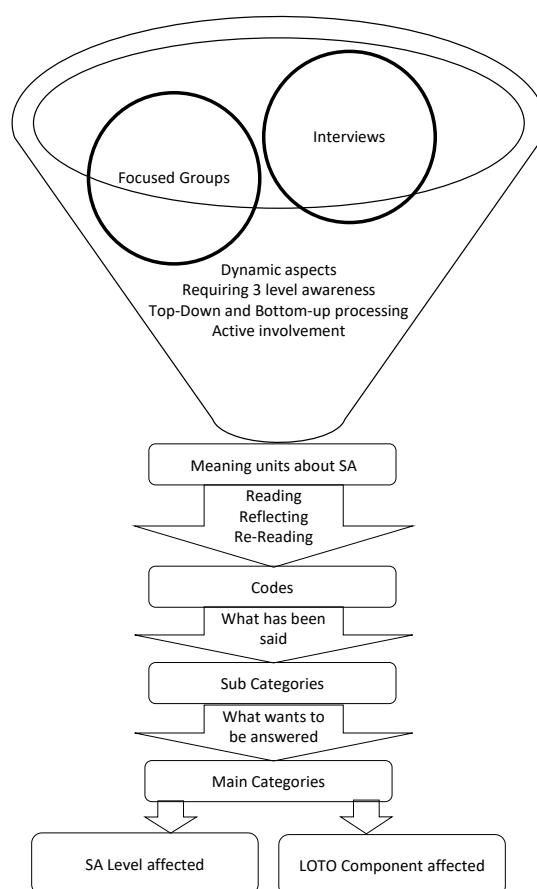 Interviews
Focused Groups
Dynamic aspects
Requiring 3 level awareness
Top-Down and Bottom-up processing
Active involvement
Meaning units about SA
Reading
Reflecting
Re-Reading
Codes
What has been
said
Sub Categories
What wants to
be answered
Main Categories
SA Level affected
LOTO Component affected